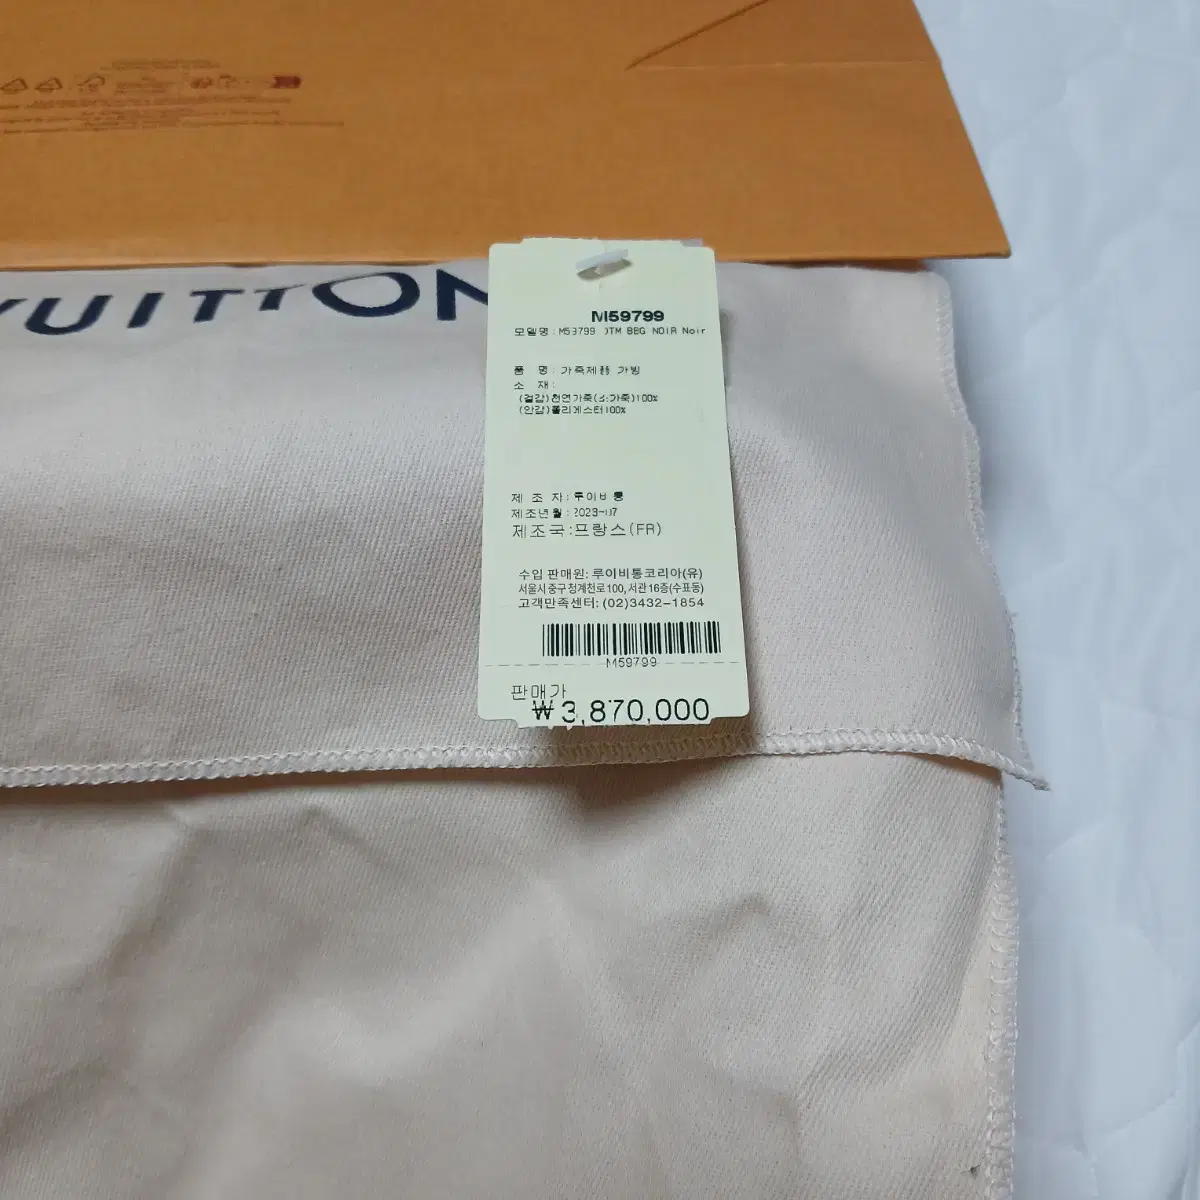 VUITTON
M59799
모델명: M59799 OTM BBG NOIR Noir
품 명: 가죽제품 가방
소 재:
(겉감)천연가죽(소가죽)100%
(안감)폴리에스터100%
제 조 자: 루이비통
제조년월: 2023-07
제조국:프랑스(FR)
수입 판매원: 루이비통코리아(유)
서울시 중구 청계천로 100, 서관 16층(수표동)
고객만족센터: (02)3432-1854
M59799
판매가
₩3,870,000